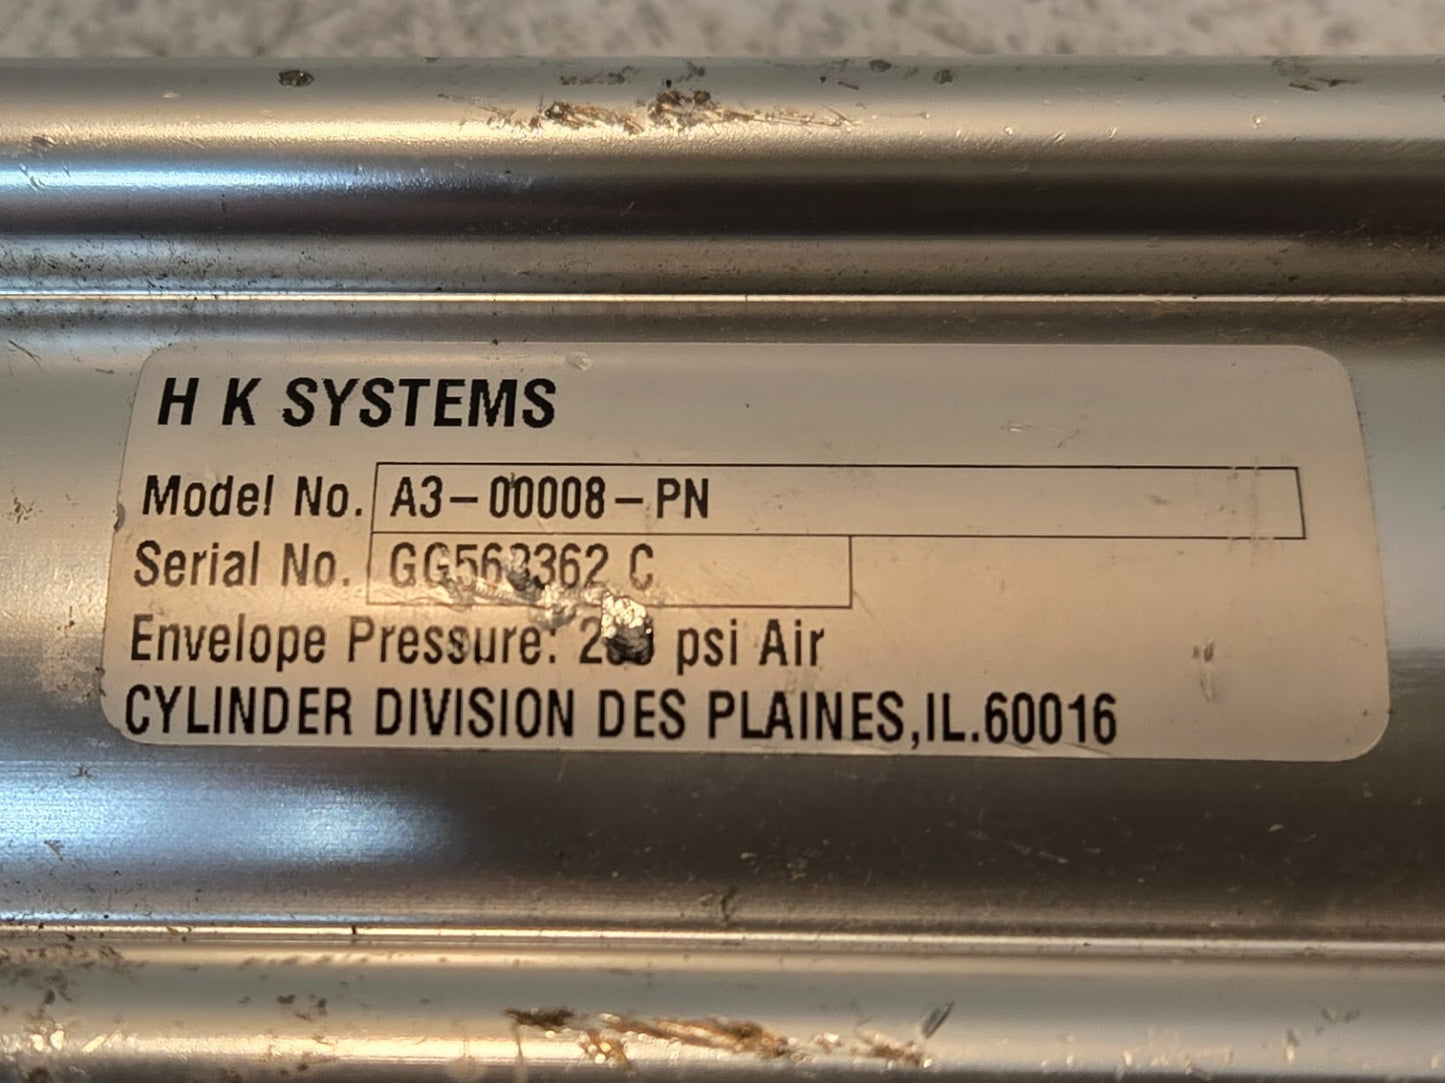 H K SYSTEMS
Model No. A3-00008-PN
Serial No. C
Envelope Pressure: psi Air
CYLINDER DIVISION DES PLAINES,IL.60016